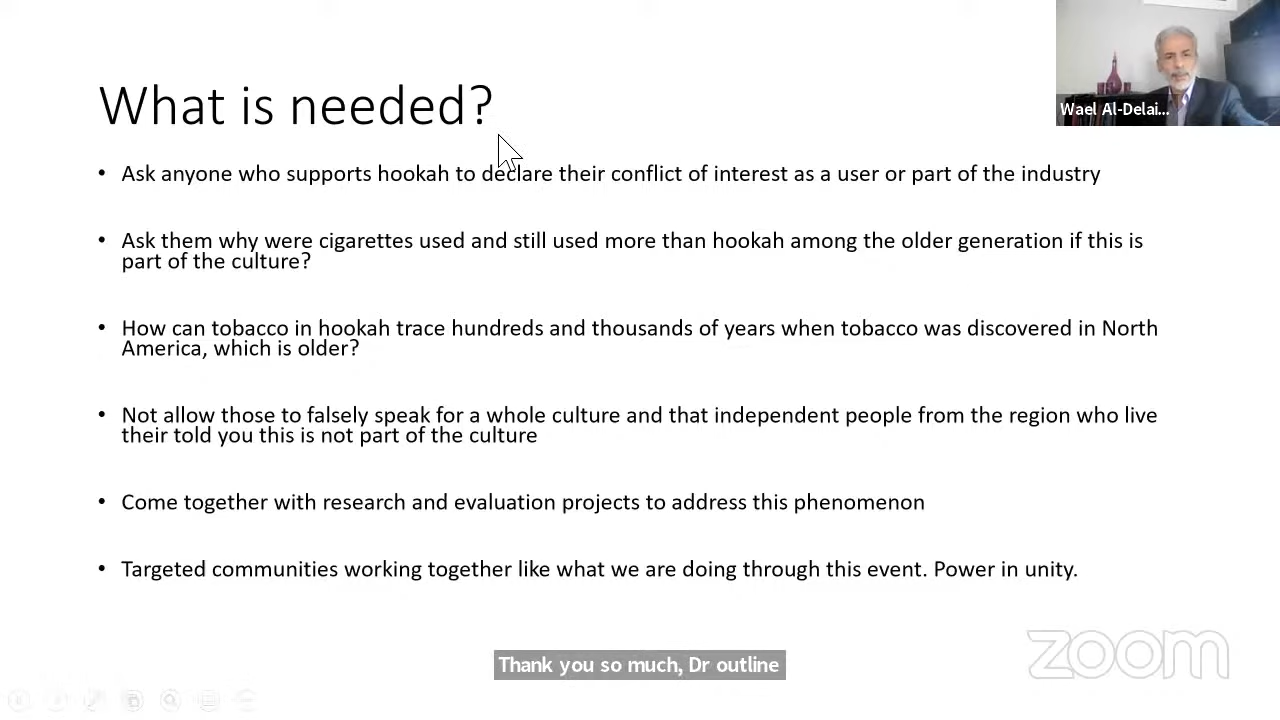 What is needed?
Wael Al-Delai...
• Ask anyone who supports hookah to declare their conflict of interest as a user or part of the industry
• Ask them why were cigarettes used and still used more than hookah among the older generation if this is
part of the culture?
• How can tobacco in hookah trace hundreds and thousands of years when tobacco was discovered in North
America, which is older?
• Not allow those to falsely speak for a whole culture and that independent people from the region who live
their told you this is not part of the culture
• Come together with research and evaluation projects to address this phenomenon
• Targeted communities working together like what we are doing through this event. Power in unity.
zoom
Thank you so much, Dr outline